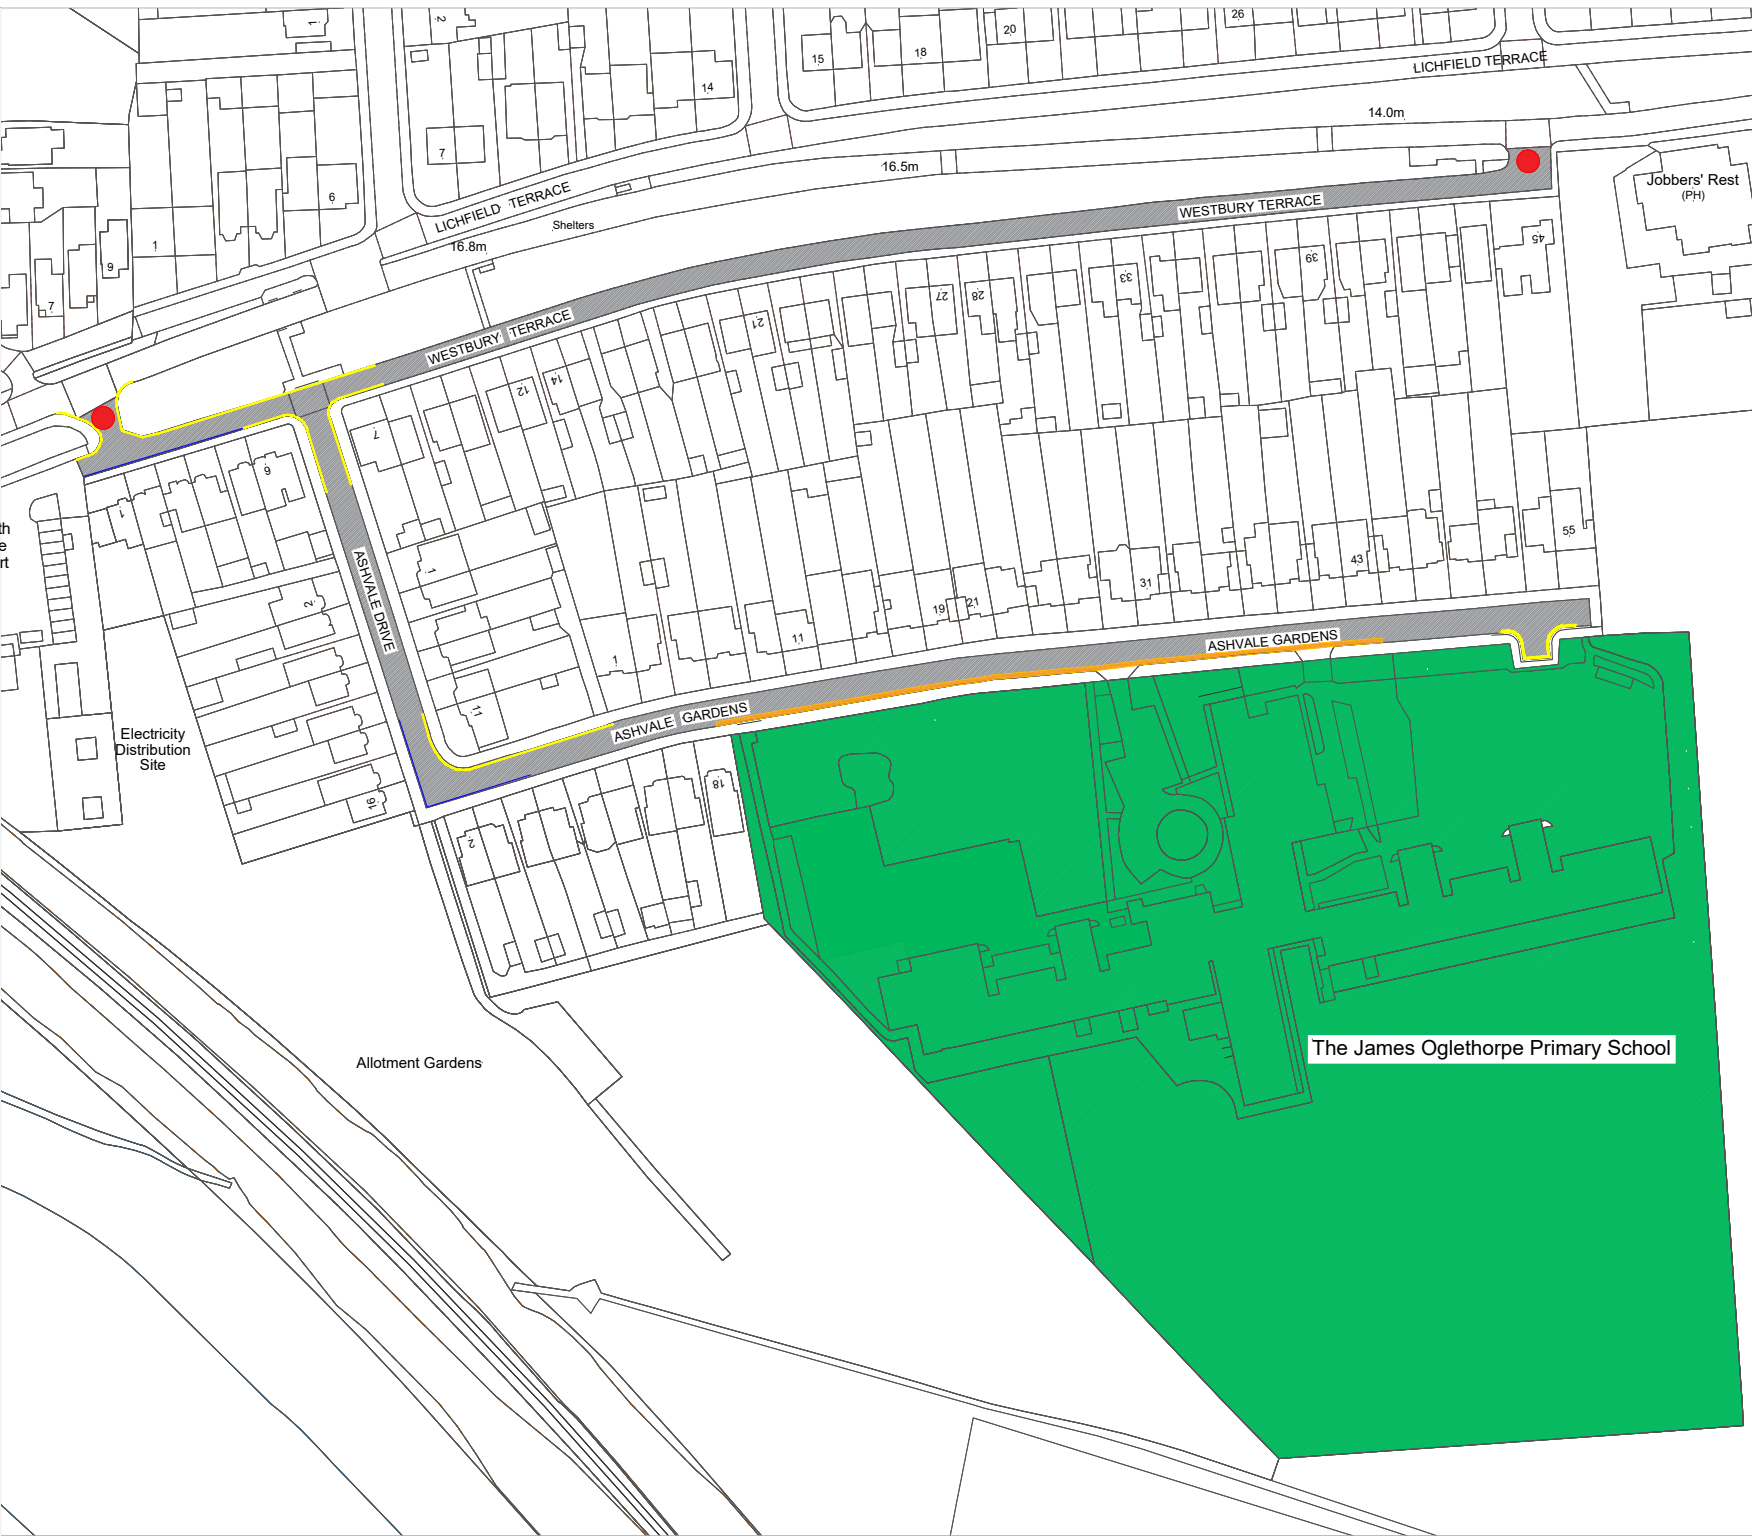 1
2
15
18
20
26
14
LICHFIELD TERRACE
14.0m
7
16.5m
Jobbers' Rest
(PH)
6
LICHFIELD TERRACE
WESTBURY TERRACE
Shelters
1
16.8m
45
9
39
33
7
27
28
WESTBURY TERRACE
21
12
14
7
9
1
th
e
rt
55
43
1
31
ASHVALE DRIVE
2
19
21
11
ASHVALE GARDENS
1
11
ASHVALE GARDENS
Electricity
Distribution
Site
18
16
2
The James Oglethorpe Primary School
Allotment Gardens